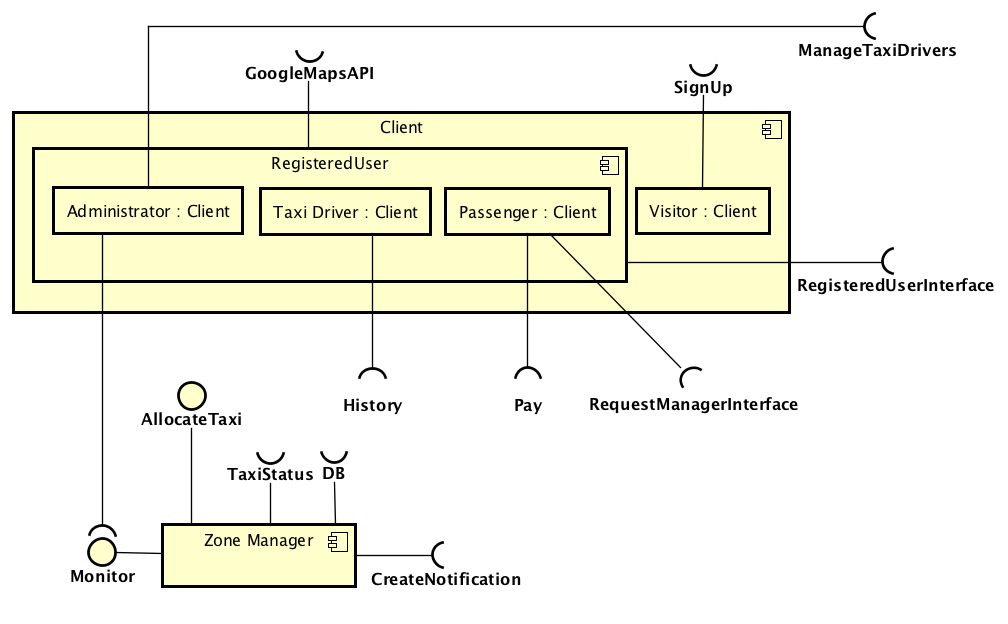 ManageTaxiDrivers
GoogleMapsAPI
SignUp
Client
RegisteredUser
Administrator : Client
Taxi Driver : Client
Passenger : Client
Visitor : Client
RegisteredUserInterface
History
Pay
RequestManagerInterface
AllocateTaxi
TaxiStatus
DB
Zone Manager
Monitor
CreateNotification